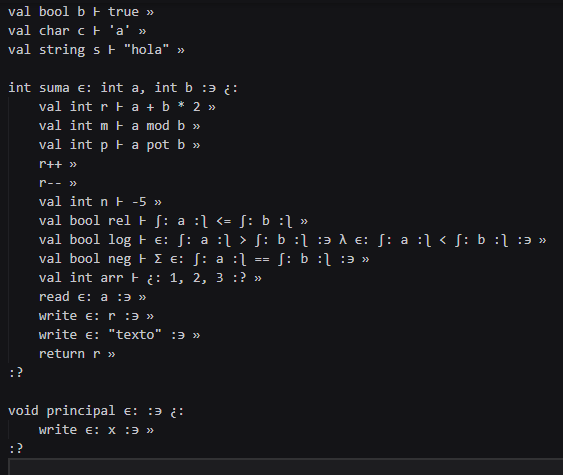 val bool b Ⱶ true »
val char c Ⱶ 'a' »
val string s Ⱶ "hola" »
int suma є: int a, int b :э ¿:
val int r Ⱶ a + b * 2 »
val int m Ⱶ a mod b »
val int p Ⱶ a pot b »
r++ »
r-- »
val int n Ⱶ -5 »
val bool rel Ⱶ ʃ: a :ʅ <= ʃ: b :ʅ »
val bool log Ⱶ є: ʃ: a :ʅ > ʃ: b :ʅ :э λ є: ʃ: a :ʅ < ʃ: b :ʅ :э »
val bool neg Ⱶ Σ є: ʃ: a :ʅ == ʃ: b :ʅ :э »
val int arr Ⱶ ¿: 1, 2, 3 :? »
read є: a :э »
write є: r :э »
write є: "texto" :э »
return r »
:?
void principal є: :э ¿:
write є: x :э »
:?